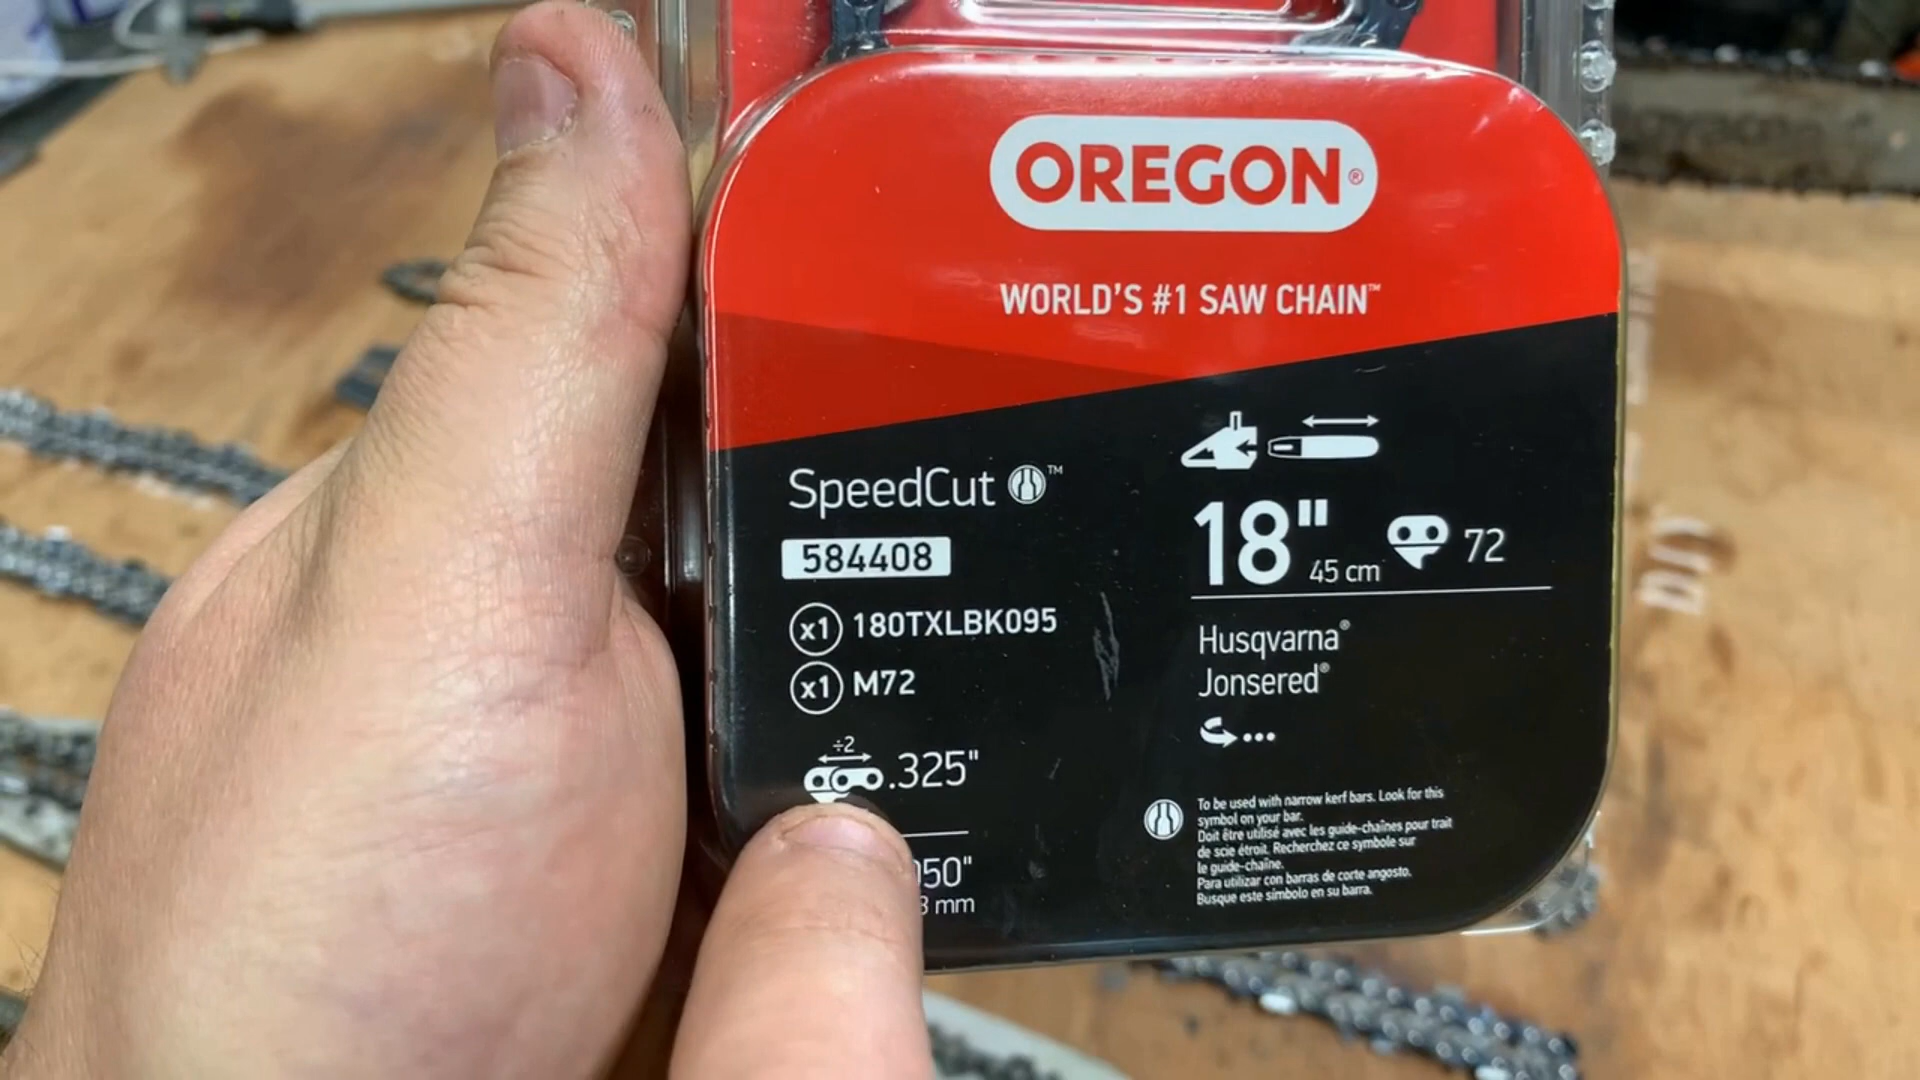 OREGON®
WORLD'S #1 SAW CHAIN™
SpeedCut ™
584408
x1 180TXLBK095
x1 M72
÷2
.325"
50"
mm
18" 45 cm 72
Husqvarna®
Jonsered®
To be used with narrow kerf bars. Look for this
symbol on your bar.
Doit être utilisé avec les guide-chaînes pour trait
de scie étroit. Recherchez ce symbole sur
le guide-chaîne.
Para utilizar con barras de corte angosto.
Busque este símbolo en su barra.